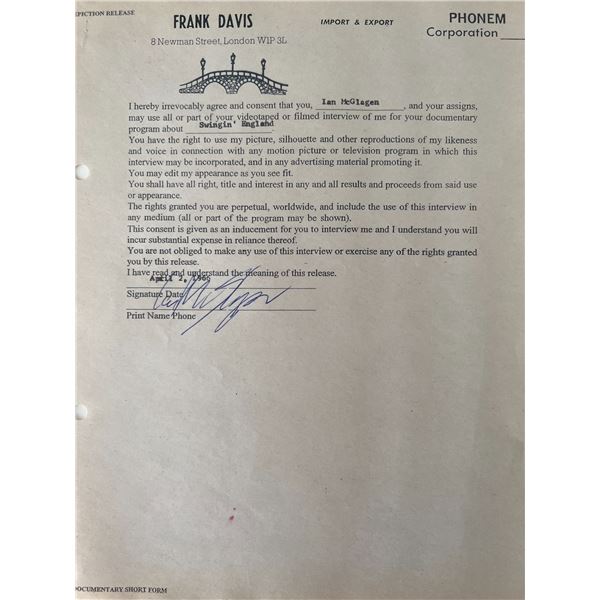 EPICTION RELEASE
FRANK DAVIS
IMPORT & EXPORT
PHONEM
Corporation
8 Newman Street, London W1P 3L
I hereby irrevocably agree and consent that you, Ian McGlagen, and your assigns,
may use all or part of your videotaped or filmed interview of me for your documentary
program about Swingin' England.
You have the right to use my picture, silhouette and other reproductions of my likeness
and voice in connection with any motion picture or television program in which this
interview may be incorporated, and in any advertising material promoting it.
You may edit my appearance as you see fit.
You shall have all right, title and interest in any and all results and proceeds from said use
or appearance.
The rights granted you are perpetual, worldwide, and include the use of this interview in
any medium (all or part of the program may be shown).
This consent is given as an inducement for you to interview me and I understand you will
incur substantial expense in reliance thereof.
You are not obliged to make any use of this interview or exercise any of the rights granted
you by this release.
I have read and understand the meaning of this release.
April 2,
Signature Date
Print Name Phone
DOCUMENTARY SHORT FORM